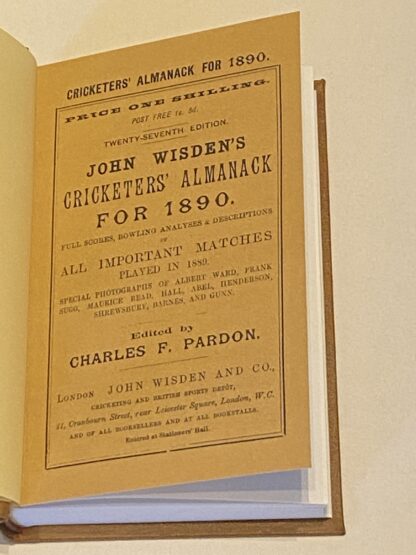 CRICKETERS' ALMANACK FOR 1890.
PRICE ONE SHILLING.
POST FREE 1s. 3d.
TWENTY-SEVENTH EDITION.
JOHN WISDEN'S
CRICKETERS' ALMANACK
FOR 1890.
FULL SCORES, BOWLING ANALYSES & DESCRIPTIONS
OF
ALL IMPORTANT MATCHES
PLAYED IN 1889.
SPECIAL PHOTOGRAPHS OF ALBERT WARD, FRANK
SUGG, MAURICE READ, HALL, ABEL, HENDERSON,
SHREWSBURY, BARNES, AND GUNN.
Edited by
CHARLES F. PARDON.
LONDON JOHN WISDEN AND CO.,
CRICKETING AND BRITISH SPORTS DEPÔT,
21, Cranbourn Street, near Leicester Square, London, W.C.
AND OF ALL BOOKSELLERS AND AT ALL BOOKSTALLS.
Entered at Stationers' Hall.